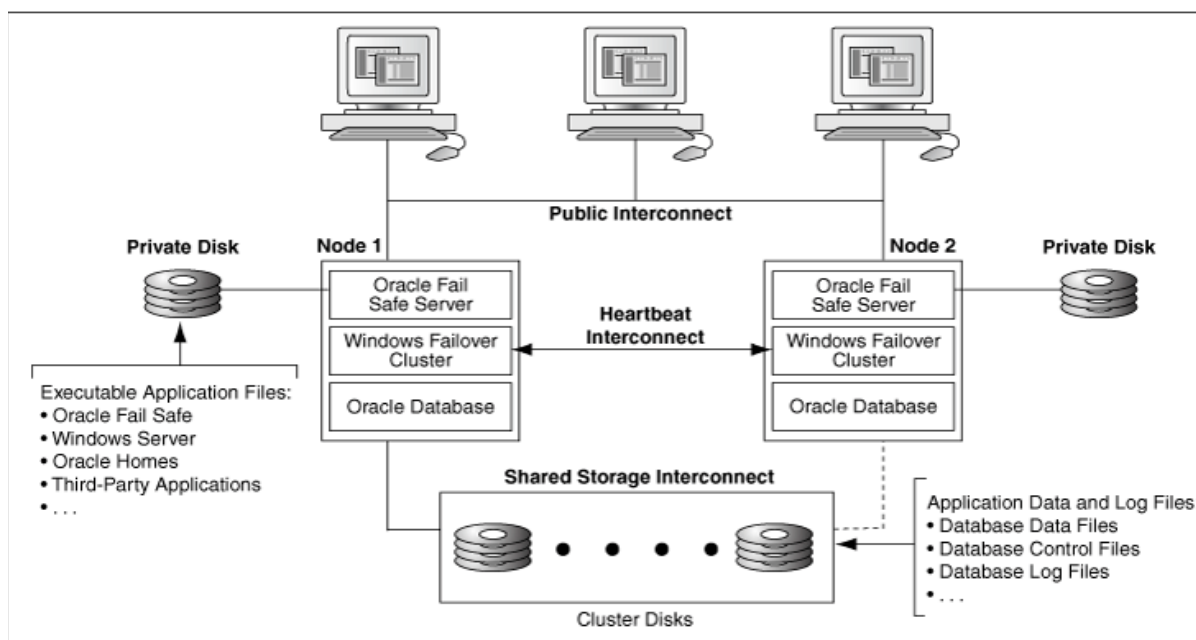 Public Interconnect
Private Disk
Node 1
Node 2
Private Disk
Oracle Fail
Safe Server
Oracle Fail
Safe Server
Heartbeat
Interconnect
Windows Failover
Cluster
Windows Failover
Cluster
Executable Application Files:
• Oracle Fail Safe
• Windows Server
• Oracle Homes
• Third-Party Applications
• . . .
Oracle Database
Oracle Database
Shared Storage Interconnect
Application Data and Log Files
• Database Data Files
• Database Control Files
• Database Log Files
• . . .
Cluster Disks